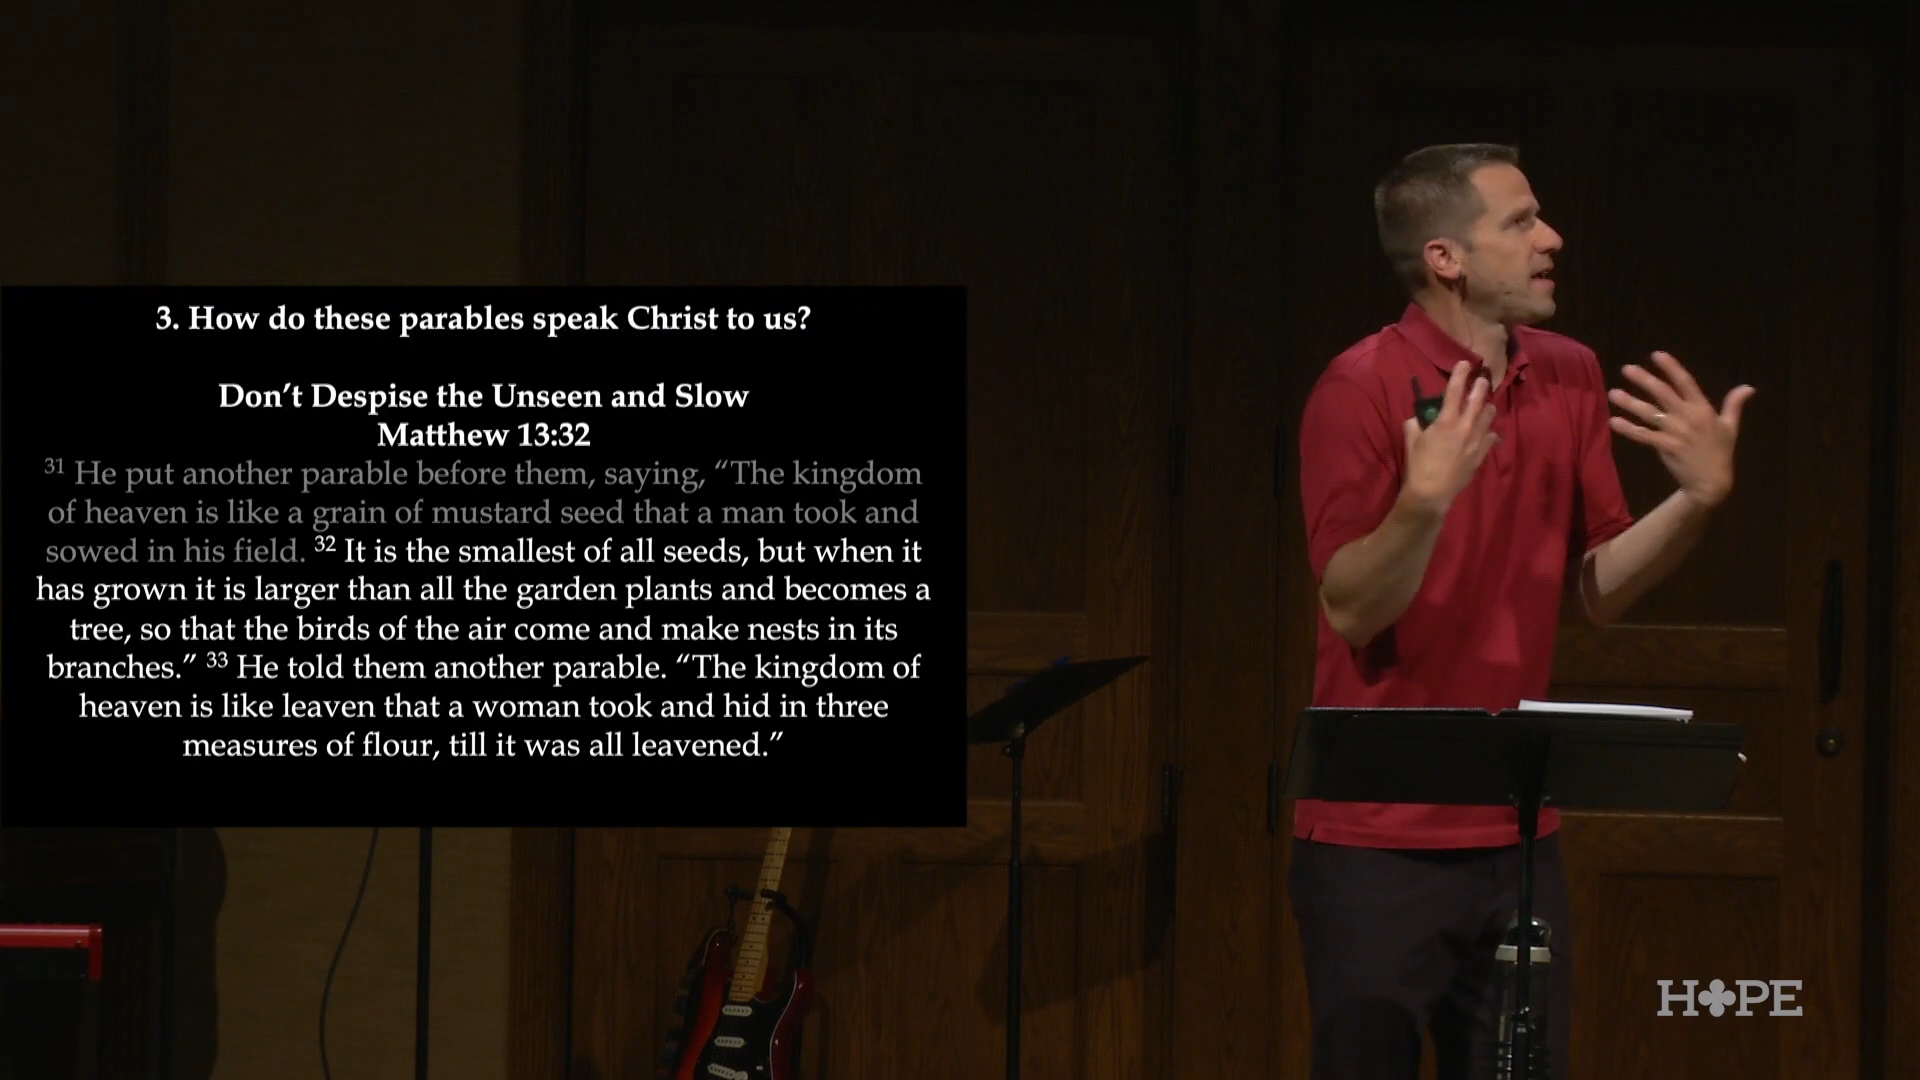 3. How do these parables speak Christ to us?
Don’t Despise the Unseen and Slow
Matthew 13:32
31 He put another parable before them, saying, “The kingdom
of heaven is like a grain of mustard seed that a man took and
sowed in his field. 32 It is the smallest of all seeds, but when it
has grown it is larger than all the garden plants and becomes a
tree, so that the birds of the air come and make nests in its
branches.” 33 He told them another parable. “The kingdom of
heaven is like leaven that a woman took and hid in three
measures of flour, till it was all leavened.”
HOPE